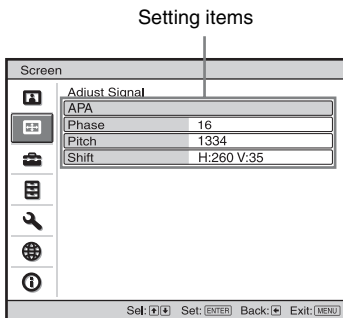 Setting items
Screen
Adjust Signal
APA
Phase 16
Pitch 1334
Shift H:260 V:35
Sel: Set: ENTER Back: Exit: MENU